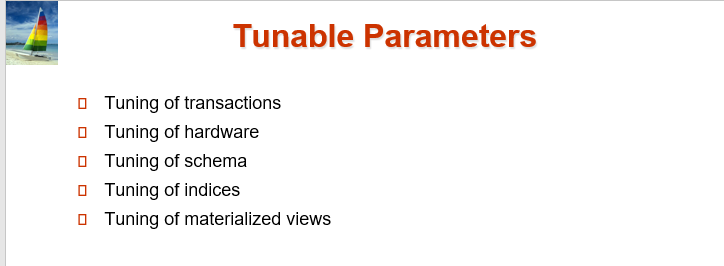 Tunable Parameters
Tuning of transactions
Tuning of hardware
Tuning of schema
Tuning of indices
Tuning of materialized views